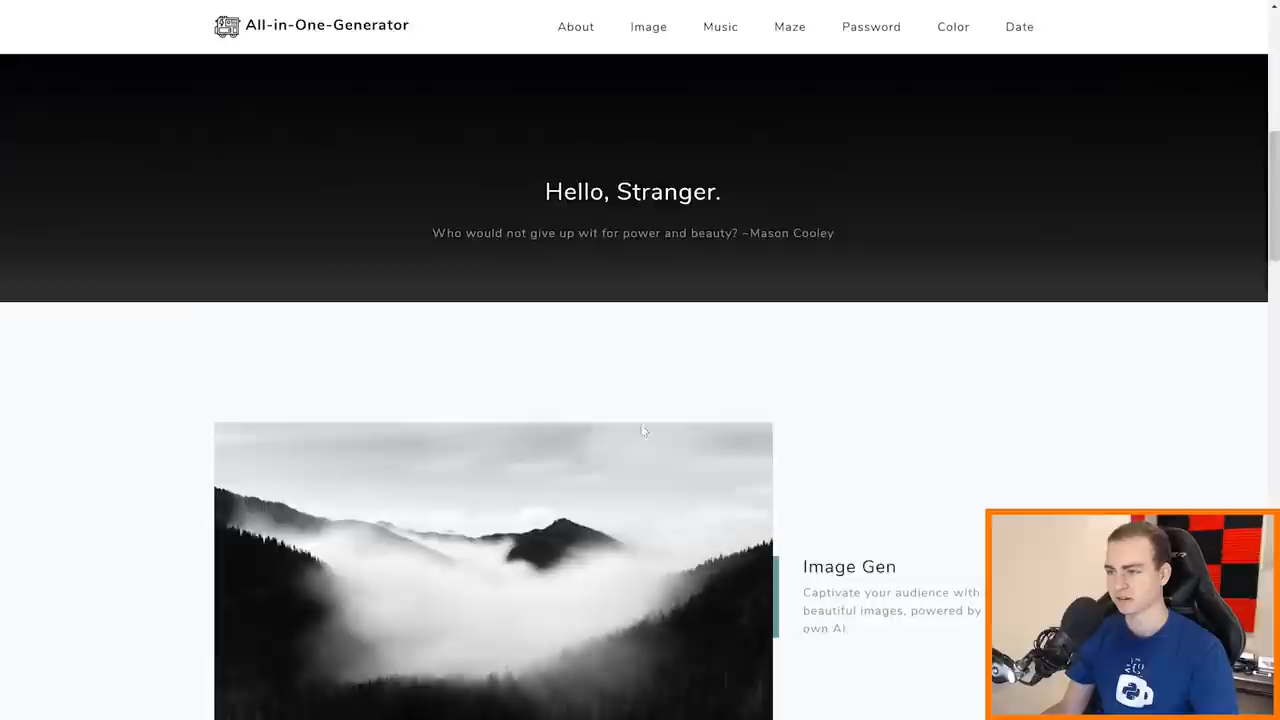 All-in-One-Generator
About Image Music Maze Password Color Date
Hello, Stranger.
Who would not give up wit for power and beauty? ~Mason Cooley
Image Gen
Captivate your audience with
beautiful images, powered by
own AI.